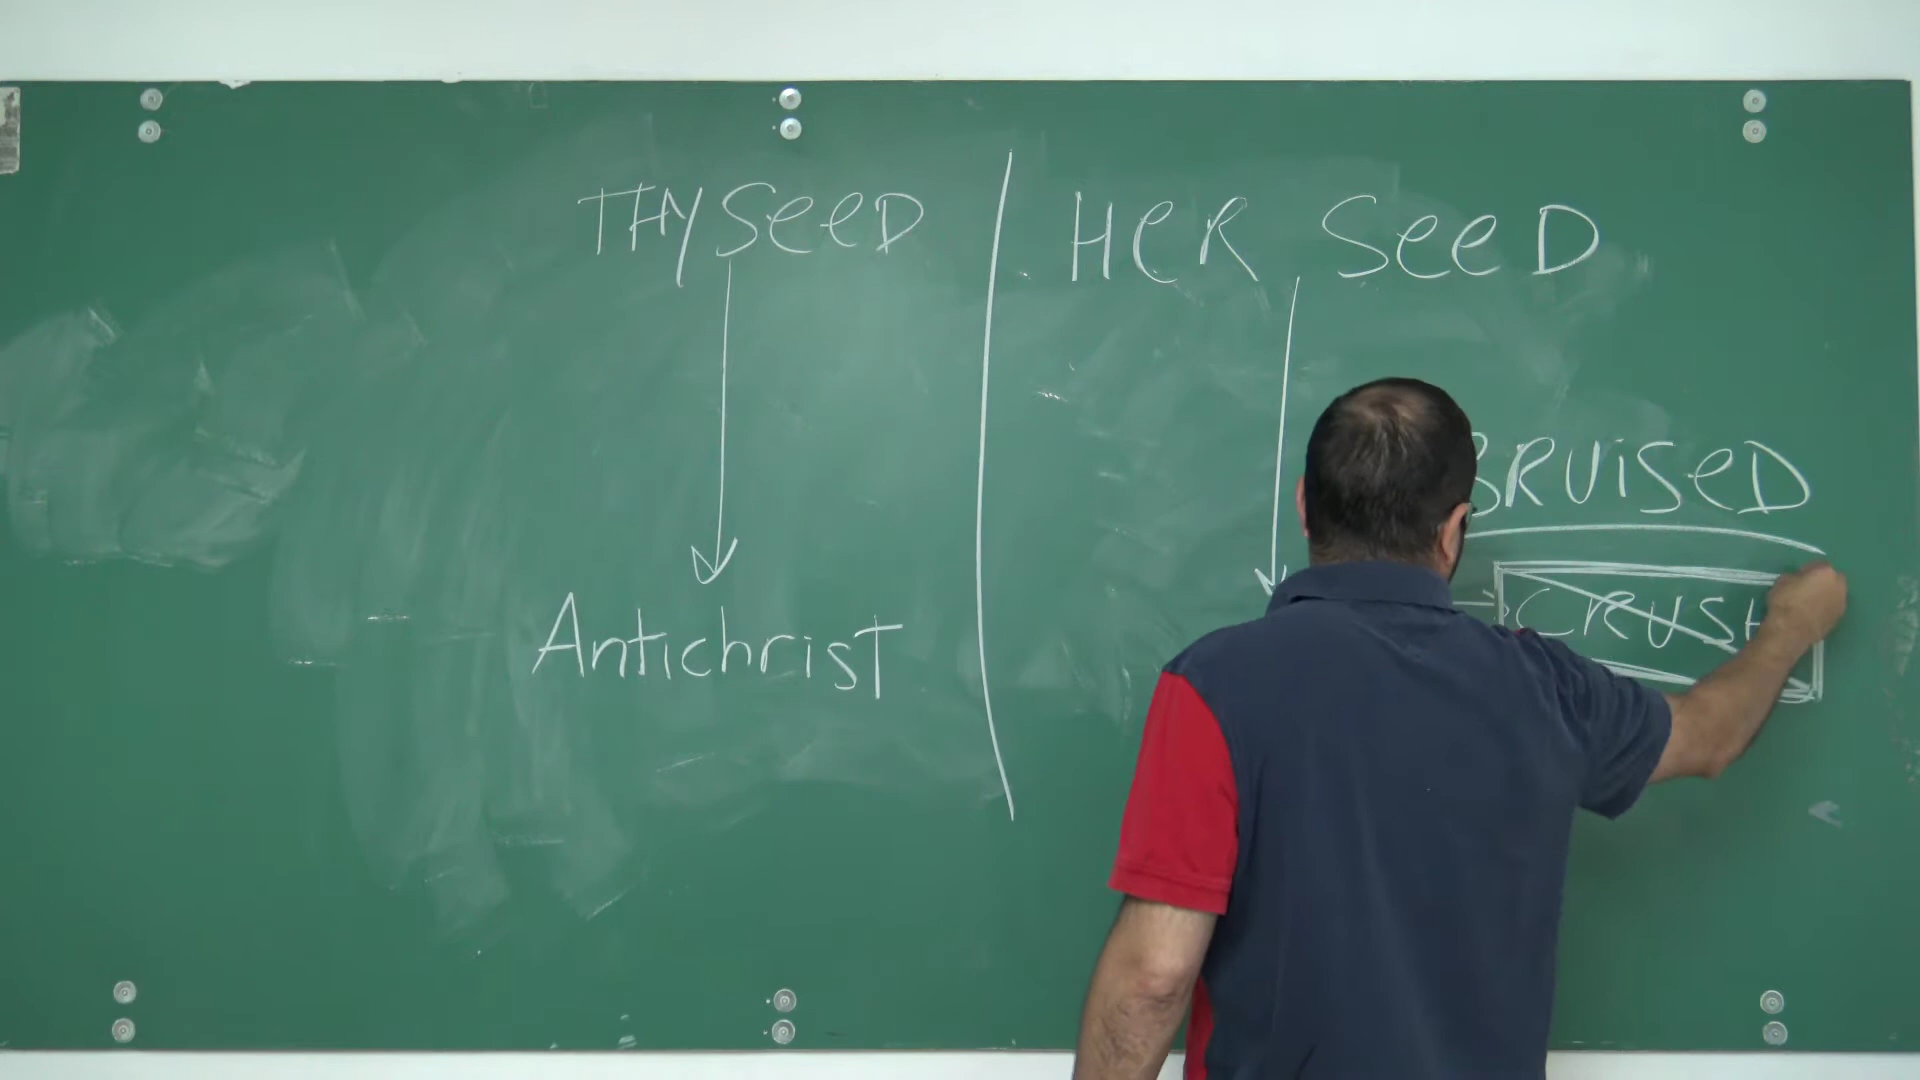 THY SeeD
HeR SeeD
BRUiSeD
CRUSH
Antichrist